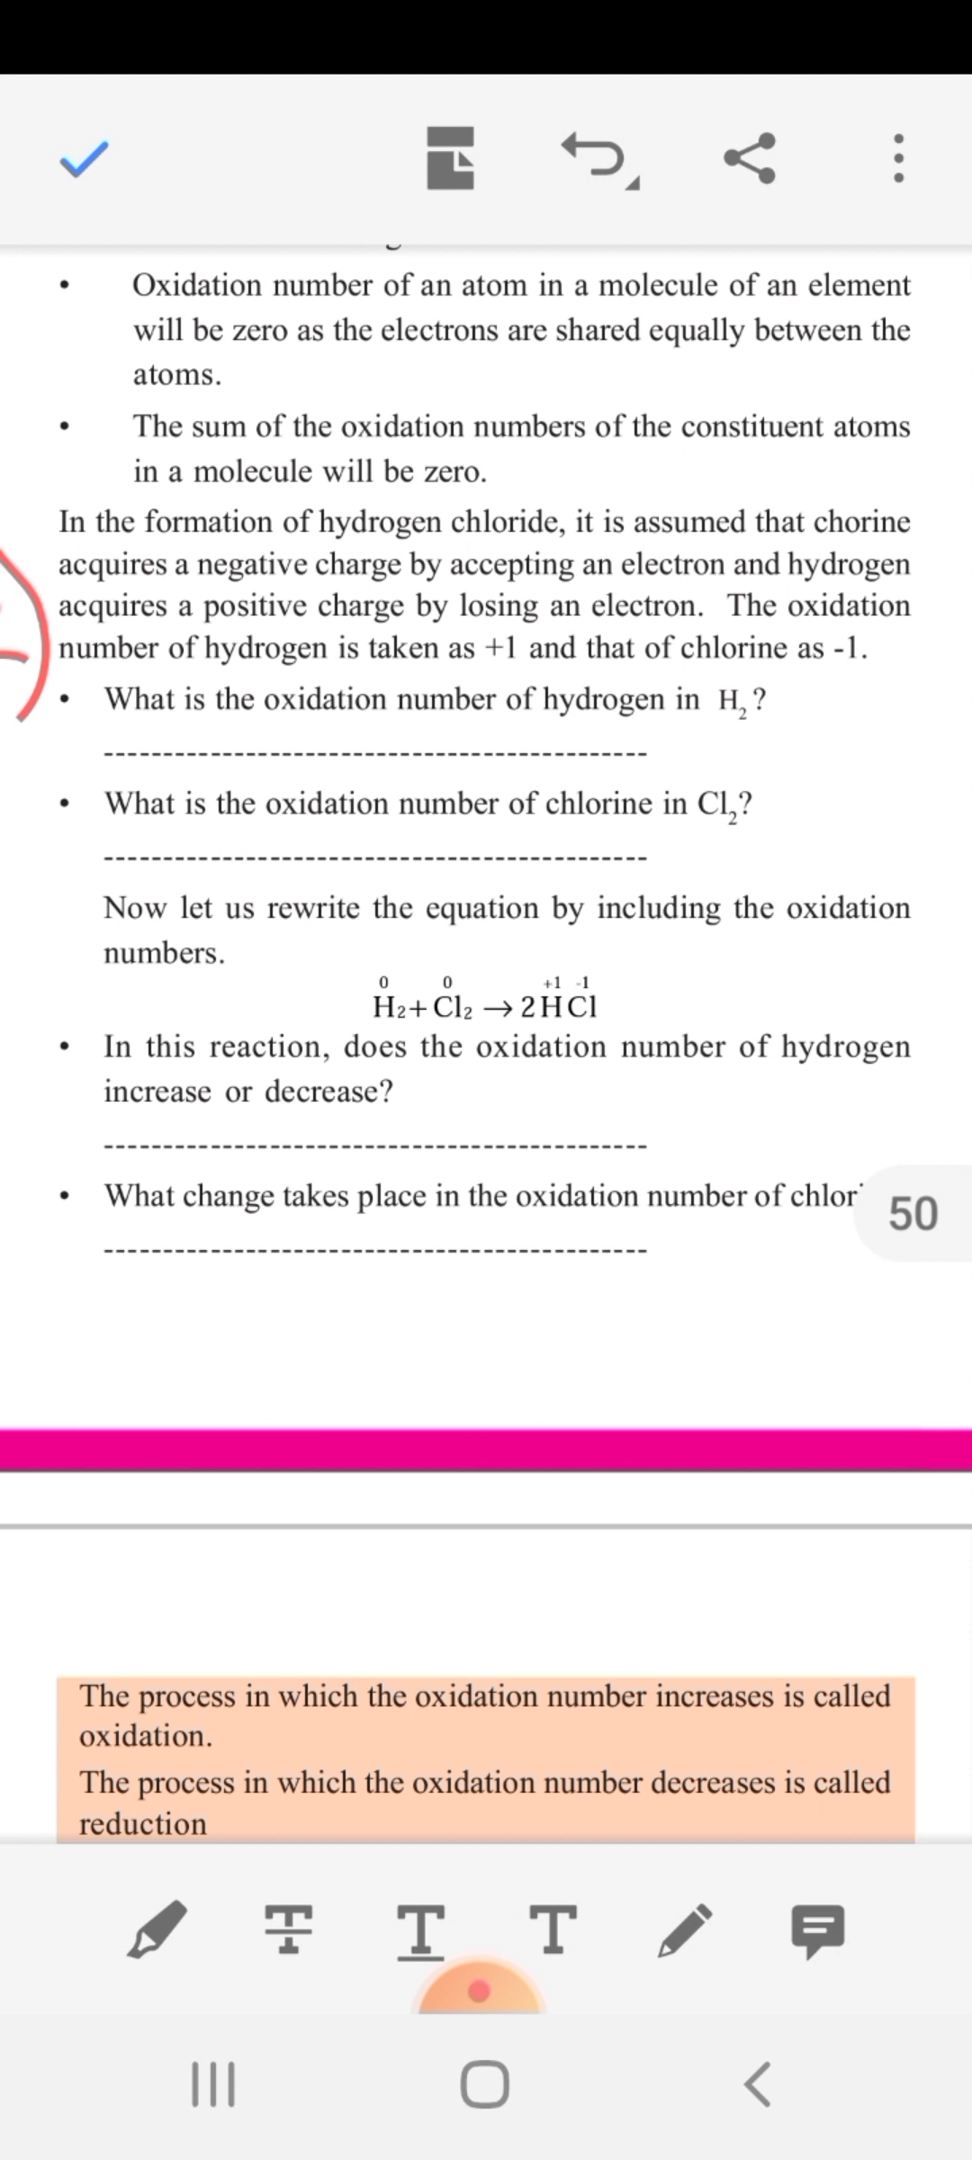 • Oxidation number of an atom in a molecule of an element
will be zero as the electrons are shared equally between the
atoms.
• The sum of the oxidation numbers of the constituent atoms
in a molecule will be zero.
In the formation of hydrogen chloride, it is assumed that chorine
acquires a negative charge by accepting an electron and hydrogen
acquires a positive charge by losing an electron. The oxidation
number of hydrogen is taken as +1 and that of chlorine as -1.
• What is the oxidation number of hydrogen in H₂ ?
----------------------------------------------
• What is the oxidation number of chlorine in Cl₂?
----------------------------------------------
Now let us rewrite the equation by including the oxidation
numbers.
0 0 +1 -1
H₂+ Cl₂ → 2 H Cl
• In this reaction, does the oxidation number of hydrogen
increase or decrease?
----------------------------------------------
• What change takes place in the oxidation number of chlor
50
----------------------------------------------
The process in which the oxidation number increases is called
oxidation.
The process in which the oxidation number decreases is called
reduction